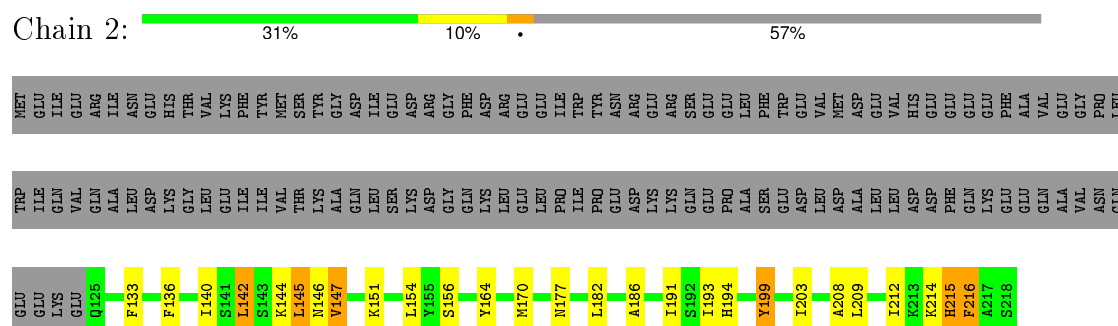 Chain 2:
31% 10% • 57%
MET GLU ILE GLU GLU ARG ILE ASN GLU HIS THR VAL LYS PHE TYR MET SER TYR GLY ASP ILE GLU ASP ARG GLY PHE ASP ARG GLU GLU ILE TRP TYR ASN ARG GLU ARG SER GLU GLU LEU PHE TRP GLU VAL MET ASP GLU VAL HIS GLU GLU GLU GLU PHE ALA VAL GLU GLY PRO LEU
TRP ILE GLN VAL GLN ALA LEU ASP LYS GLY LEU GLU ILE ILE VAL THR LYS ALA GLN LEU SER LYS ASP GLY GLN LYS LEU GLU LEU PRO ILE PRO GLU ASP LYS LYS GLN GLU PRO ALA SER GLU ASP LEU ASP ALA LEU LEU ASP ASP PHE GLN LYS GLU GLU GLN ALA VAL ASN GLN
GLU GLU LYS GLU Q125 F133 F136 I140 S141 L142 S143 K144 L145 N146 V147 K151 L154 Y155 S156 Y164 M170 N177 L182 A186 I191 S192 I193 H194 Y199 I203 A208 L209 I212 K213 K214 H215 F216 A217 S218